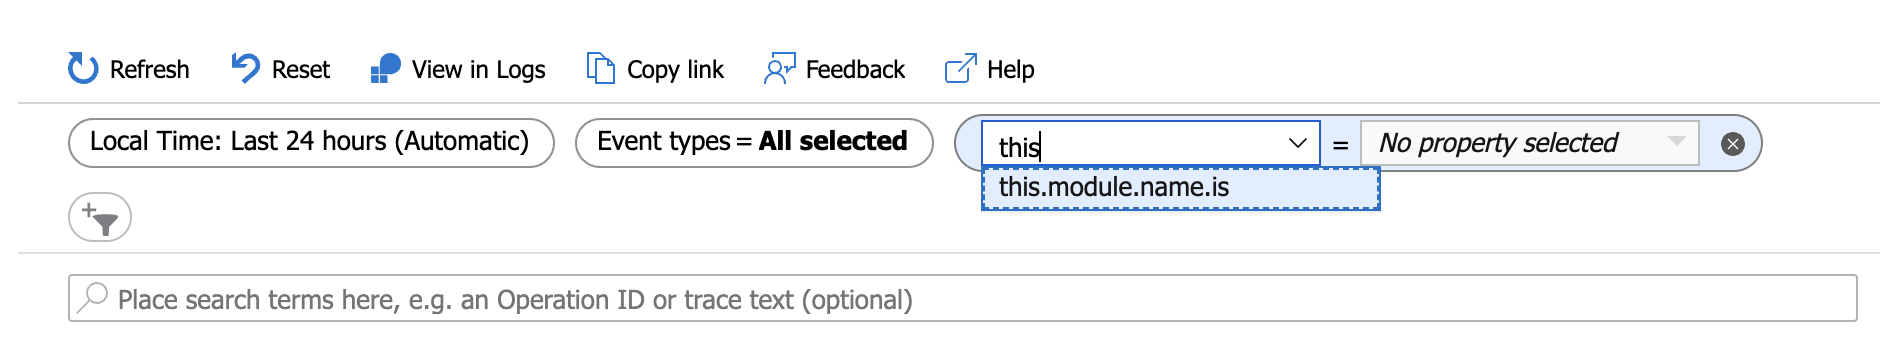 Refresh Reset View in Logs Copy link Feedback Help
Local Time: Last 24 hours (Automatic) Event types = All selected this = No property selected
this.module.name.is
Place search terms here, e.g. an Operation ID or trace text (optional)